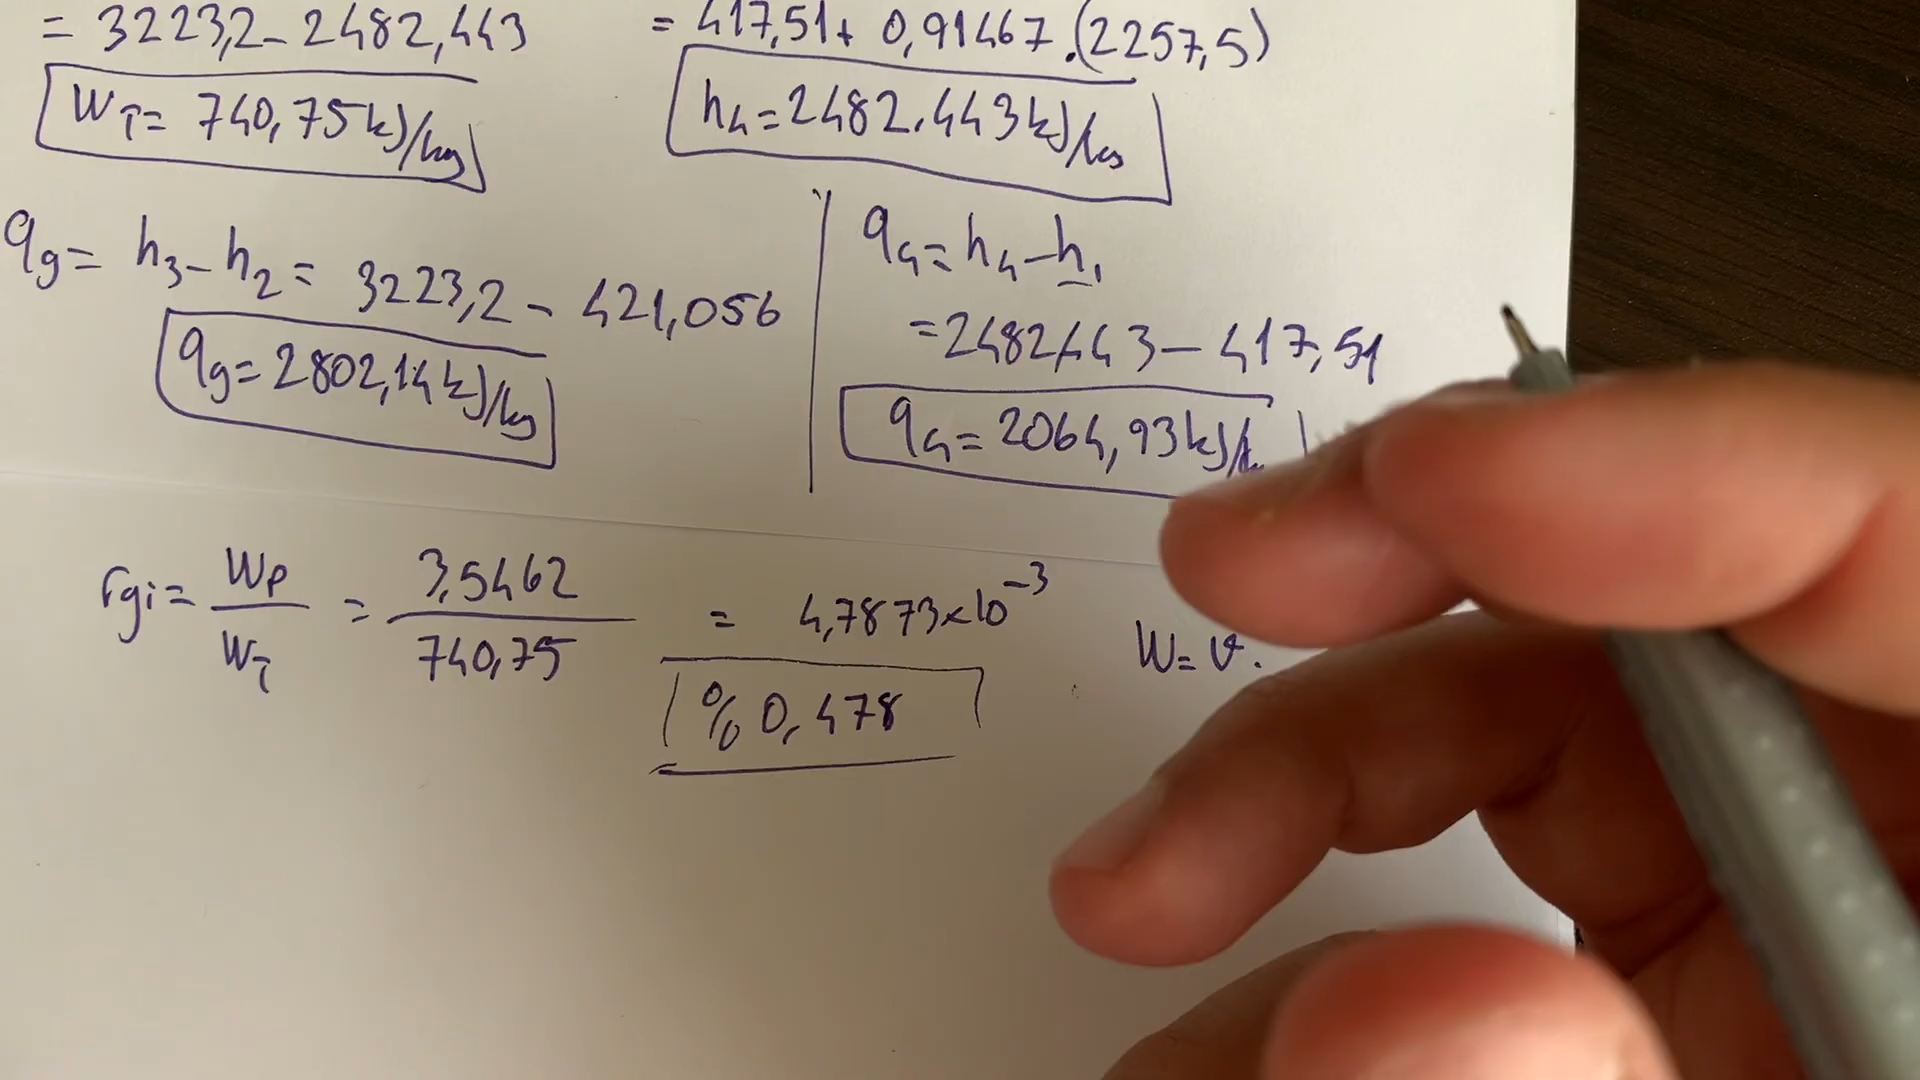 = 3223,2 - 2482,443
WT = 740,75 kJ/kg
= 417,51 + 0,91467.(2257,5)
h4 = 2482.443 kJ/kg
qg = h3 - h2 = 3223,2 - 421,056
qg = 2802,14 kJ/kg
q4 = h4 - h1
= 2482,443 - 417,51
q4 = 2064,93 kJ/k
rgi = WP / WT = 3,5462 / 740,75 = 4,7873x10^-3
% 0,478
W = v.